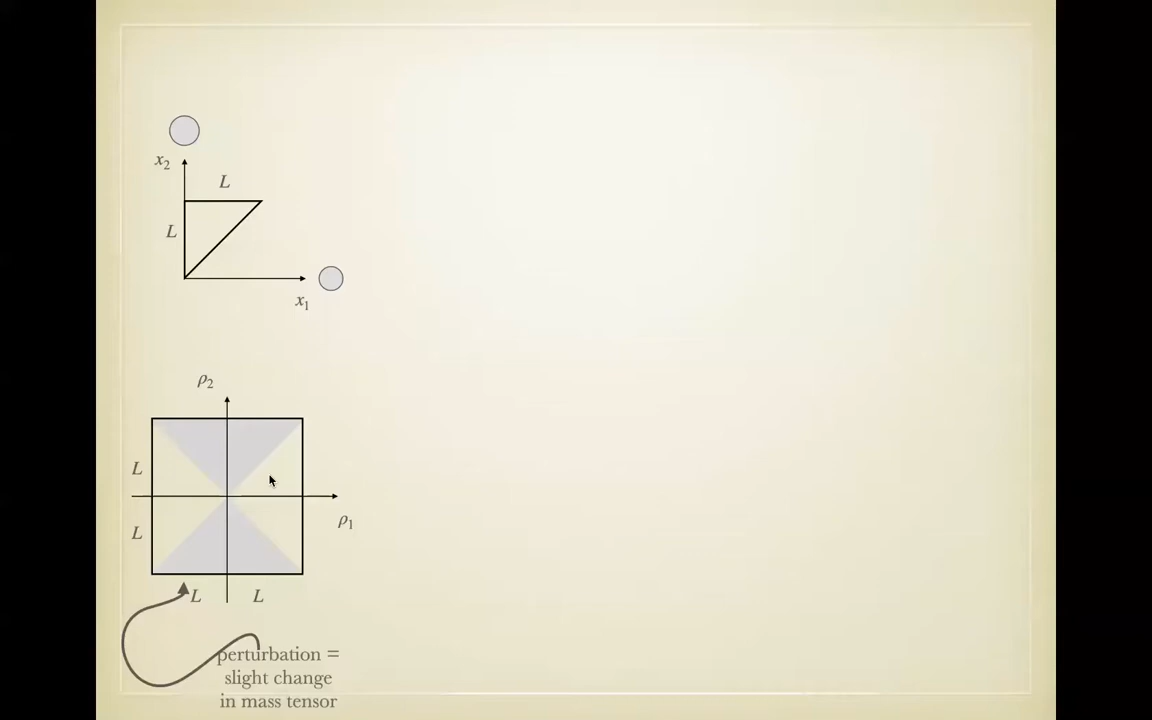 x₂
L
L
x₁
ρ₂
L
ρ₁
L
L
L
perturbation =
slight change
in mass tensor